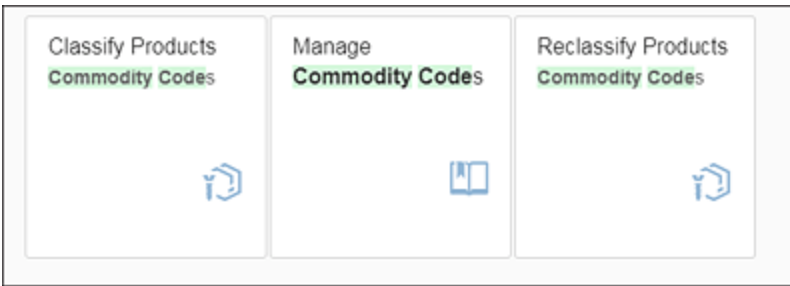 Classify Products
Commodity Codes
Manage
Commodity Codes
Reclassify Products
Commodity Codes